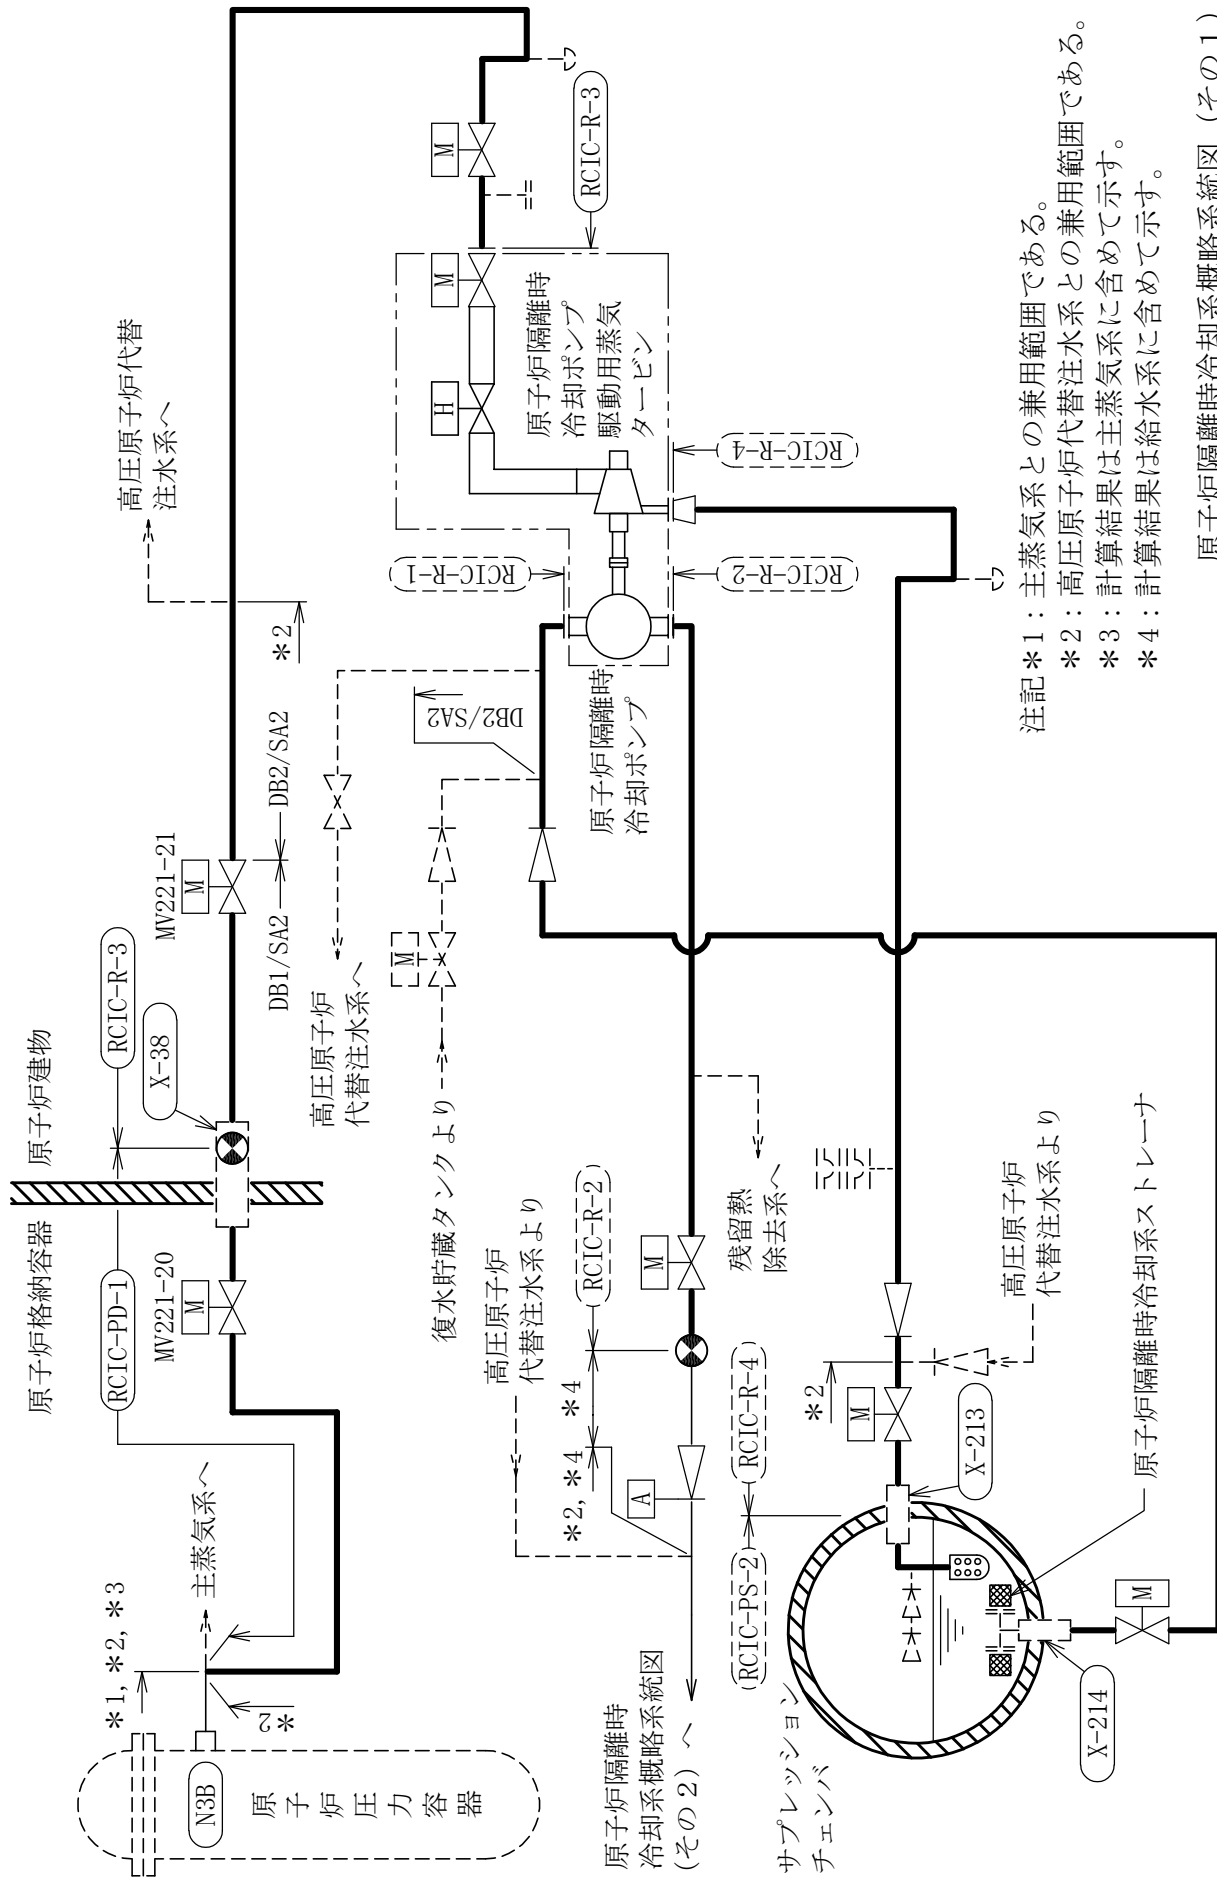 原子炉圧力容器
N3B
*1, *2, *3
*2
主蒸気系へ
原子炉格納容器
原子炉建物
RCIC-PD-1
RCIC-R-3
X-38
MV221-20
M
MV221-21
M
DB1/SA2
DB2/SA2
*2
高圧原子炉代替
注水系へ
M
RCIC-R-3
M
H
原子炉隔離時
冷却ポンプ
駆動用蒸気
タービン
RCIC-R-4
RCIC-R-1
RCIC-R-2
原子炉隔離時
冷却ポンプ
DB2/SA2
高圧原子炉
代替注水系へ
M
復水貯蔵タンクより
高圧原子炉
代替注水系より
RCIC-R-2
*4
*2, *4
A
M
残留熱
除去系へ
原子炉隔離時
冷却系概略系統図
(その2) へ
サプレッション
チェンバ
RCIC-PS-2
RCIC-R-4
*2
M
X-213
高圧原子炉
代替注水系より
原子炉隔離時冷却系ストレーナ
M
X-214
注記*1:主蒸気系との兼用範囲である。
*2:高圧原子炉代替注水系との兼用範囲である。
*3:計算結果は主蒸気系に含めて示す。
*4:計算結果は給水系に含めて示す。
原子炉隔離時冷却系概略系統図 (その1)